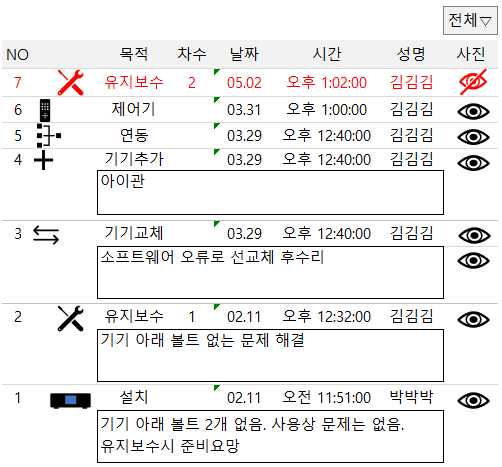 전체▽
NO 목적 차수 날짜 시간 성명 사진
7 유지보수 2 05.02 오후 1:02:00 김김김
6 제어기 03.31 오후 1:00:00 김김김
5 연동 03.29 오후 12:40:00 김김김
4 기기추가 03.29 오후 12:40:00 김김김
아이관
3 기기교체 03.29 오후 12:40:00 김김김
소프트웨어 오류로 선교체 후수리
2 유지보수 1 02.11 오후 12:32:00 김김김
기기 아래 볼트 없는 문제 해결
1 설치 02.11 오전 11:51:00 박박박
기기 아래 볼트 2개 없음. 사용상 문제는 없음.
유지보수시 준비요망